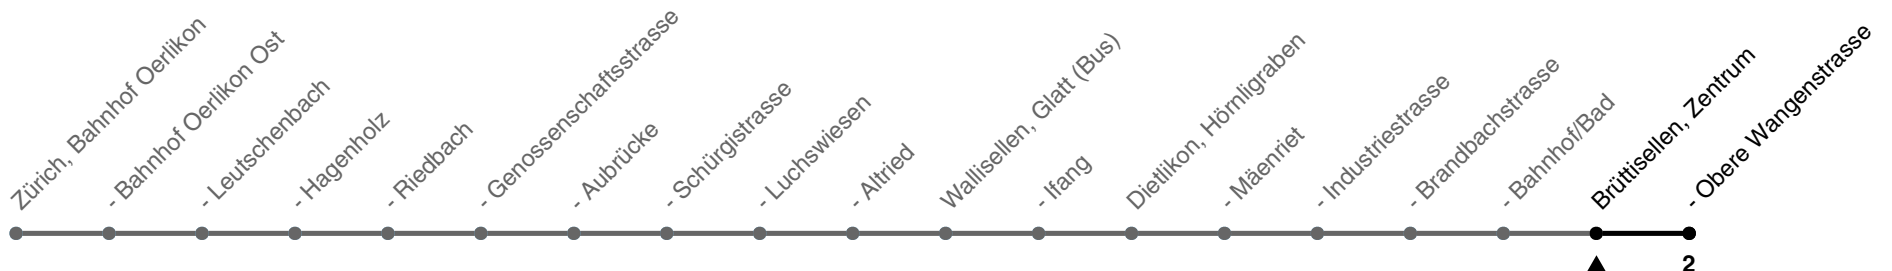 Zürich, Bahnhof Oerlikon
- Bahnhof Oerlikon Ost
- Leutschenbach
- Hagenholz
- Riedbach
- Genossenschaftsstrasse
- Aubrücke
- Schürgistrasse
- Luchswiesen
- Altried
Wallisellen, Glatt (Bus)
- Ifang
Dietlikon, Hörnligraben
- Mäenriet
- Industriestrasse
- Brandbachstrasse
- Bahnhof/Bad
Brüttisellen, Zentrum
- Obere Wangenstrasse
2